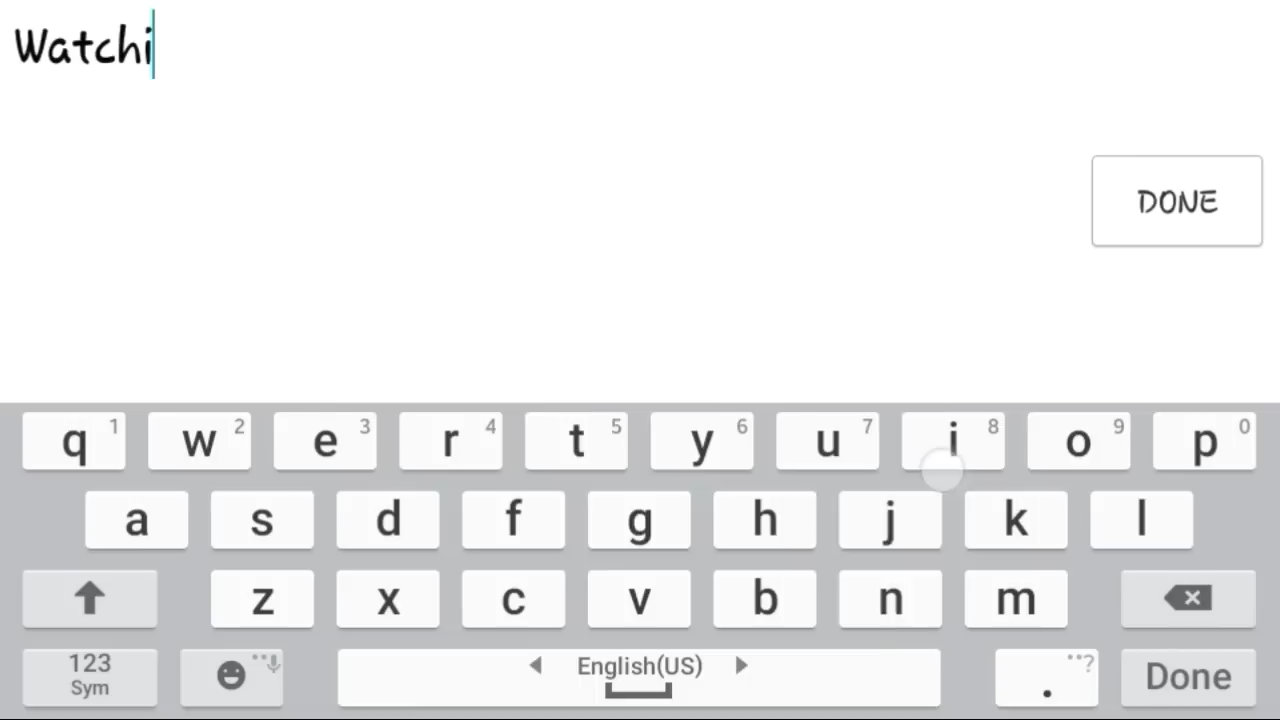 Watchi
DONE
q 1 w 2 e 3 r 4 t 5 y 6 u 7 i 8 o 9 p 0
a s d f g h j k l
z x c v b n m
123
Sym
English(US)
. ?
Done